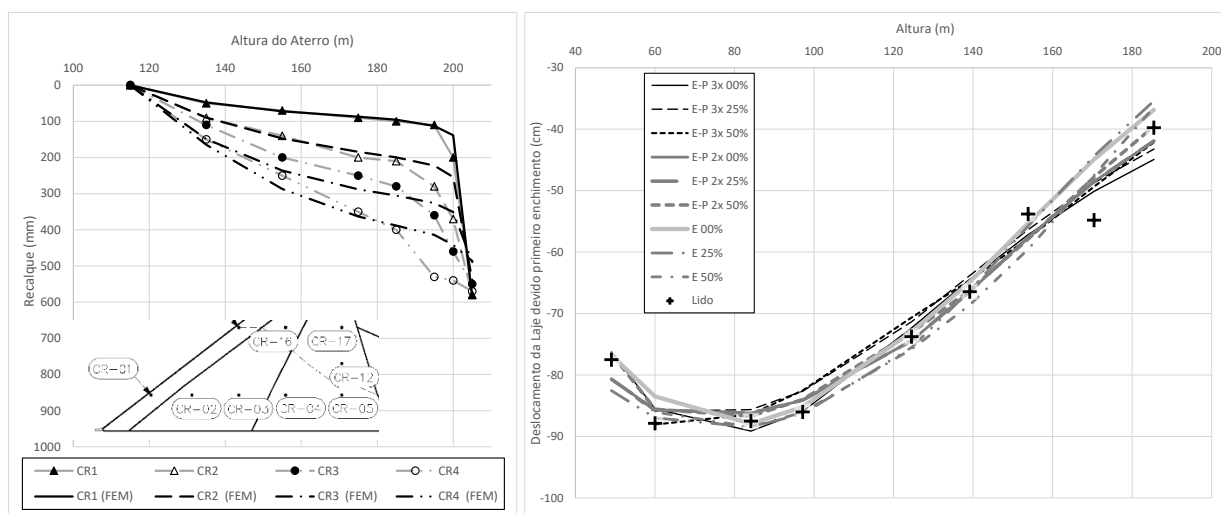 Altura do Aterro (m)
100 120 140 160 180 200
0
100
200
300
400
500
600
700
800
900
1000
Recalque (mm)
CR-16
CR-17
CR-01
CR-12
CR-02
CR-03
CR-04
CR-05
CR1 CR2 CR3 CR4
CR1 (FEM) CR2 (FEM) CR3 (FEM) CR4 (FEM)
Altura (m)
40 60 80 100 120 140 160 180 200
-30
-40
-50
-60
-70
-80
-90
-100
Deslocamento da Laje devido primeiro enchimento (cm)
E-P 3x 00%
E-P 3x 25%
E-P 3x 50%
E-P 2x 00%
E-P 2x 25%
E-P 2x 50%
E 00%
E 25%
E 50%
Lido